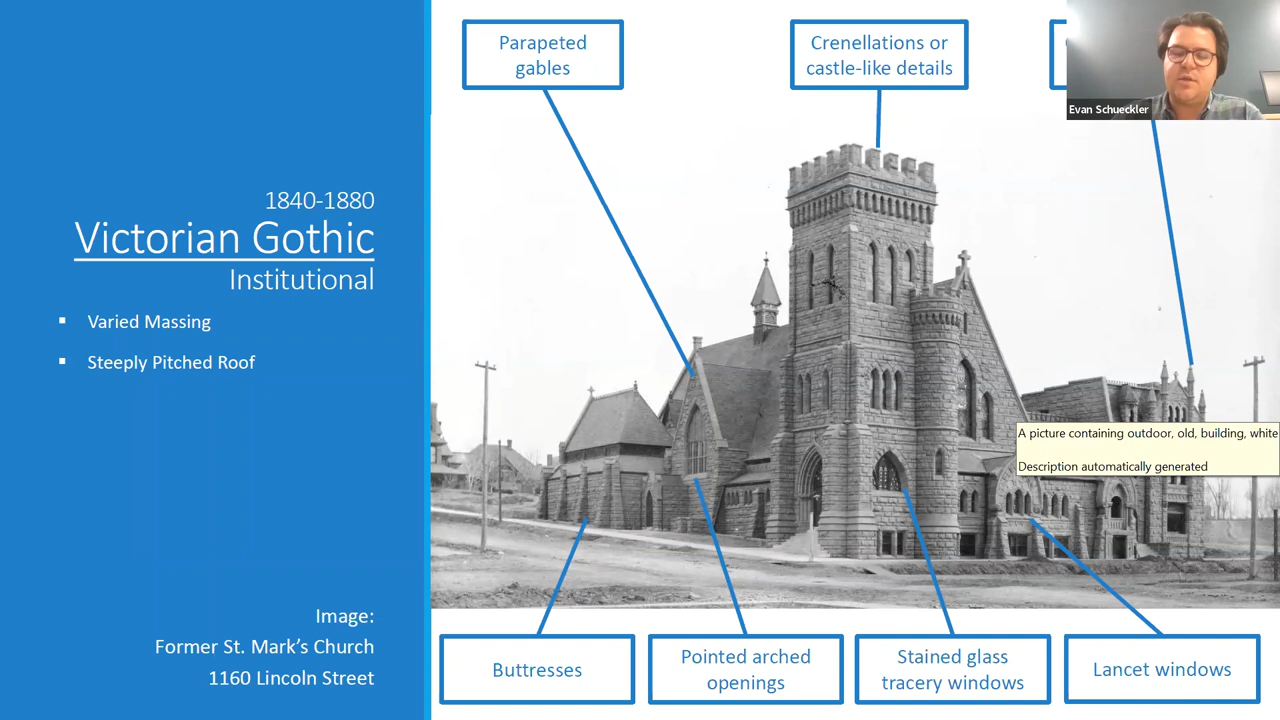 1840-1880
Victorian Gothic
Institutional
Varied Massing
Steeply Pitched Roof
Image:
Former St. Mark's Church
1160 Lincoln Street
Parapeted
gables
Crenellations or
castle-like details
Evan Schueckler
A picture containing outdoor, old, building, white
Description automatically generated
Buttresses
Pointed arched
openings
Stained glass
tracery windows
Lancet windows